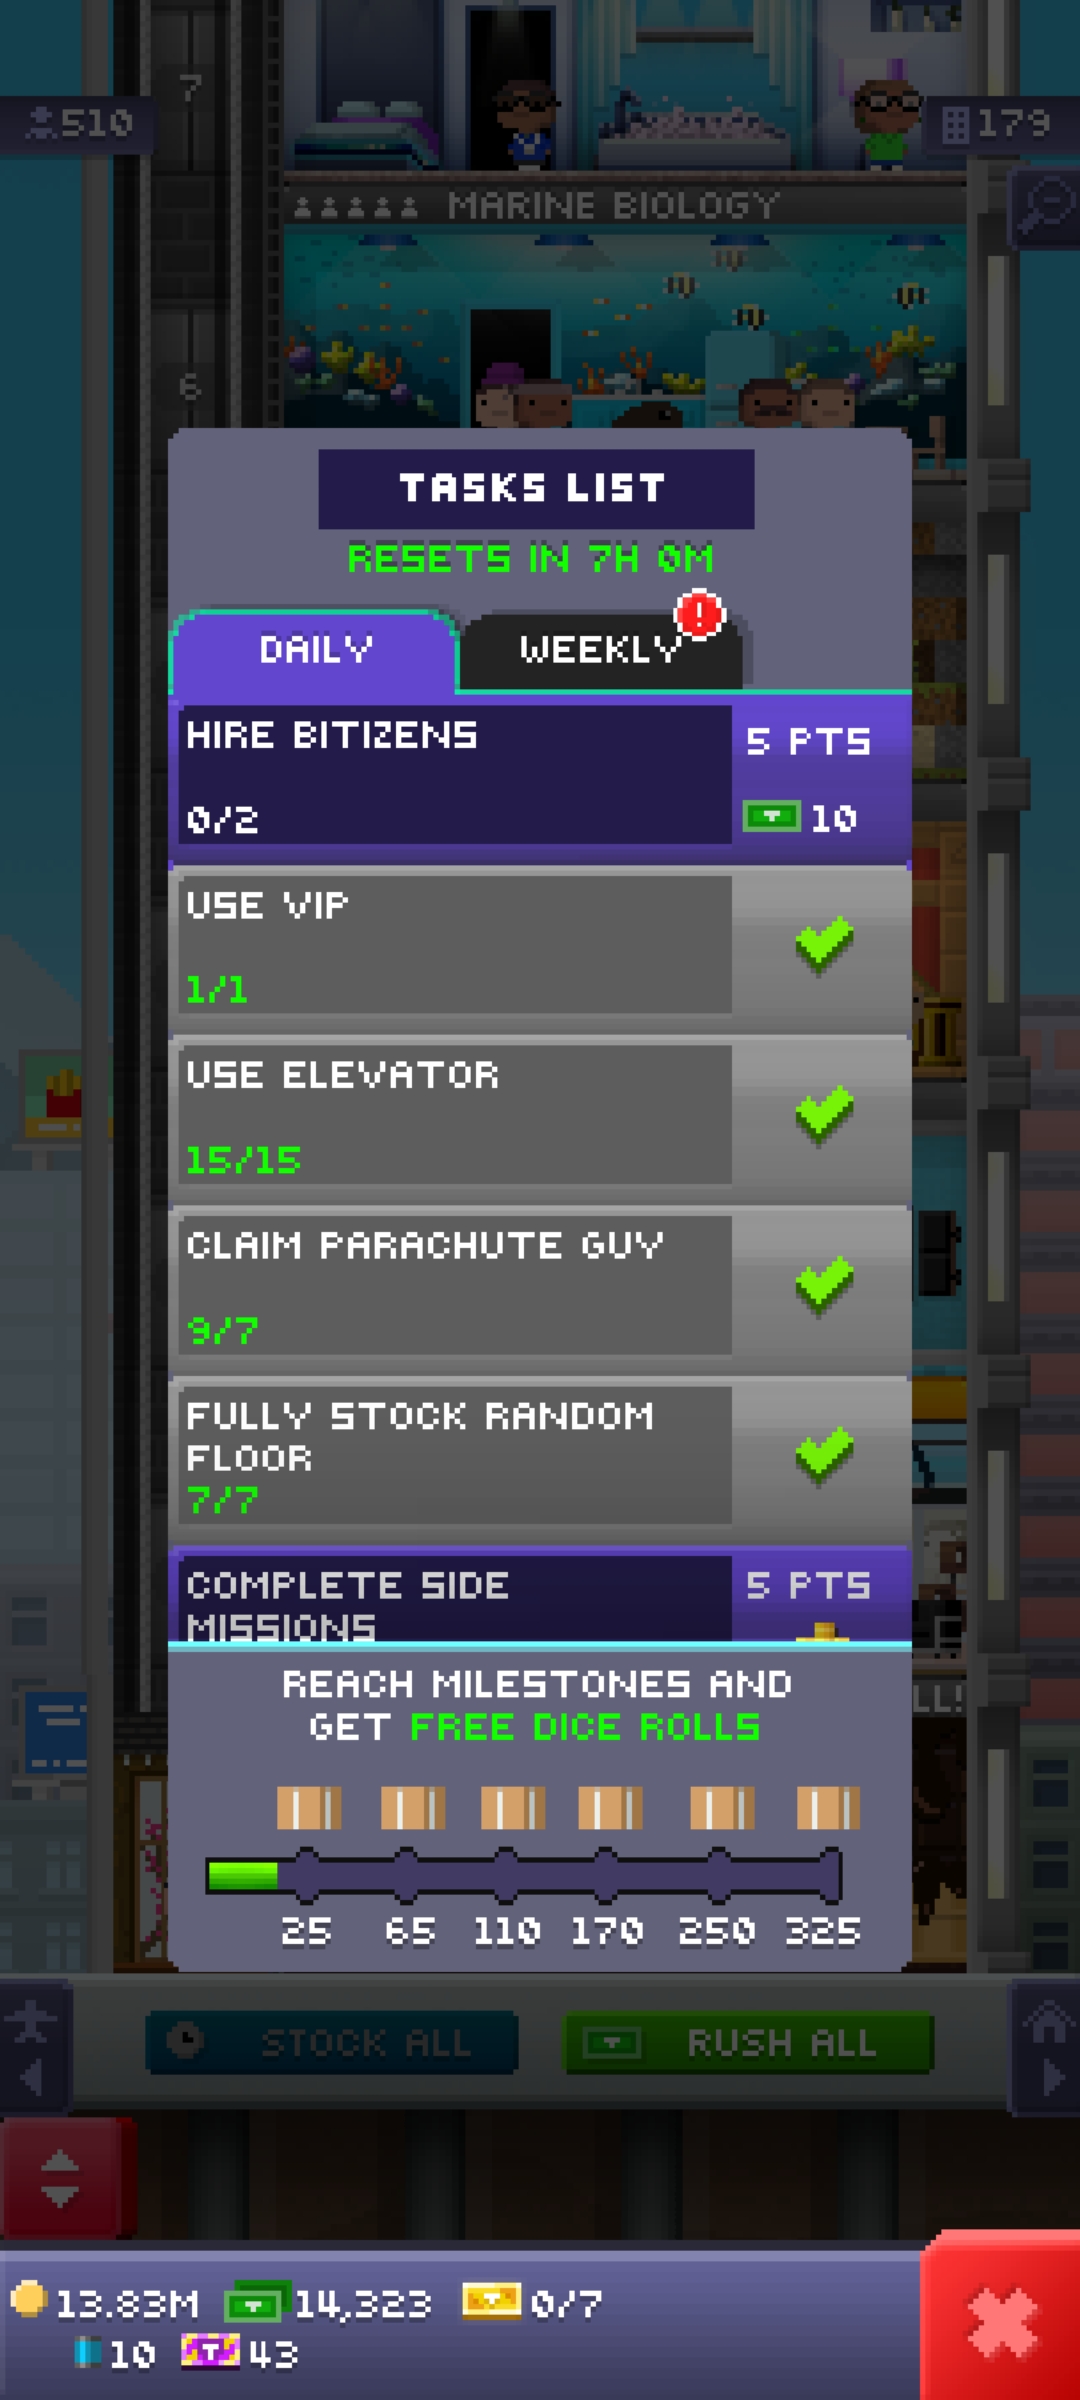 7
510
179
MARINE BIOLOGY
6
TASKS LIST
RESETS IN 7H 0M
DAILY
WEEKLY
!
HIRE BITIZENS
5 PTS
0/2
10
USE VIP
1/1
USE ELEVATOR
15/15
CLAIM PARACHUTE GUY
9/7
FULLY STOCK RANDOM
FLOOR
7/7
COMPLETE SIDE
5 PTS
MISSIONS
REACH MILESTONES AND
GET FREE DICE ROLLS
LL!
25 65 110 170 250 325
STOCK ALL
RUSH ALL
13.83M 14,323 0/7
10 43